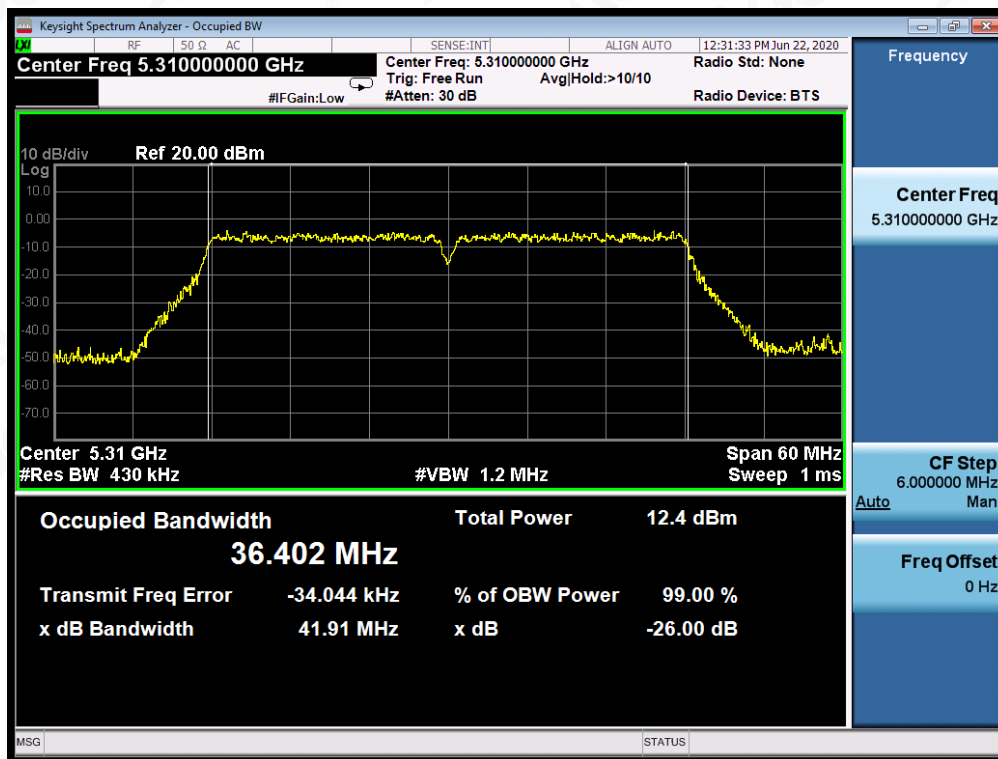 Keysight Spectrum Analyzer - Occupied BW
LXI RF 50 Ω AC SENSE:INT ALIGN AUTO 12:31:33 PM Jun 22, 2020
Center Freq 5.310000000 GHz Center Freq: 5.310000000 GHz Radio Std: None
Trig: Free Run Avg|Hold:>10/10
#IFGain:Low #Atten: 30 dB Radio Device: BTS
10 dB/div Ref 20.00 dBm
Log
10.0
0.00
-10.0
-20.0
-30.0
-40.0
-50.0
-60.0
-70.0
Center 5.31 GHz Span 60 MHz
#Res BW 430 kHz #VBW 1.2 MHz Sweep 1 ms
Occupied Bandwidth Total Power 12.4 dBm
36.402 MHz
Transmit Freq Error -34.044 kHz % of OBW Power 99.00 %
x dB Bandwidth 41.91 MHz x dB -26.00 dB
MSG STATUS
Frequency
Center Freq
5.310000000 GHz
CF Step
6.000000 MHz
Auto Man
Freq Offset
0 Hz